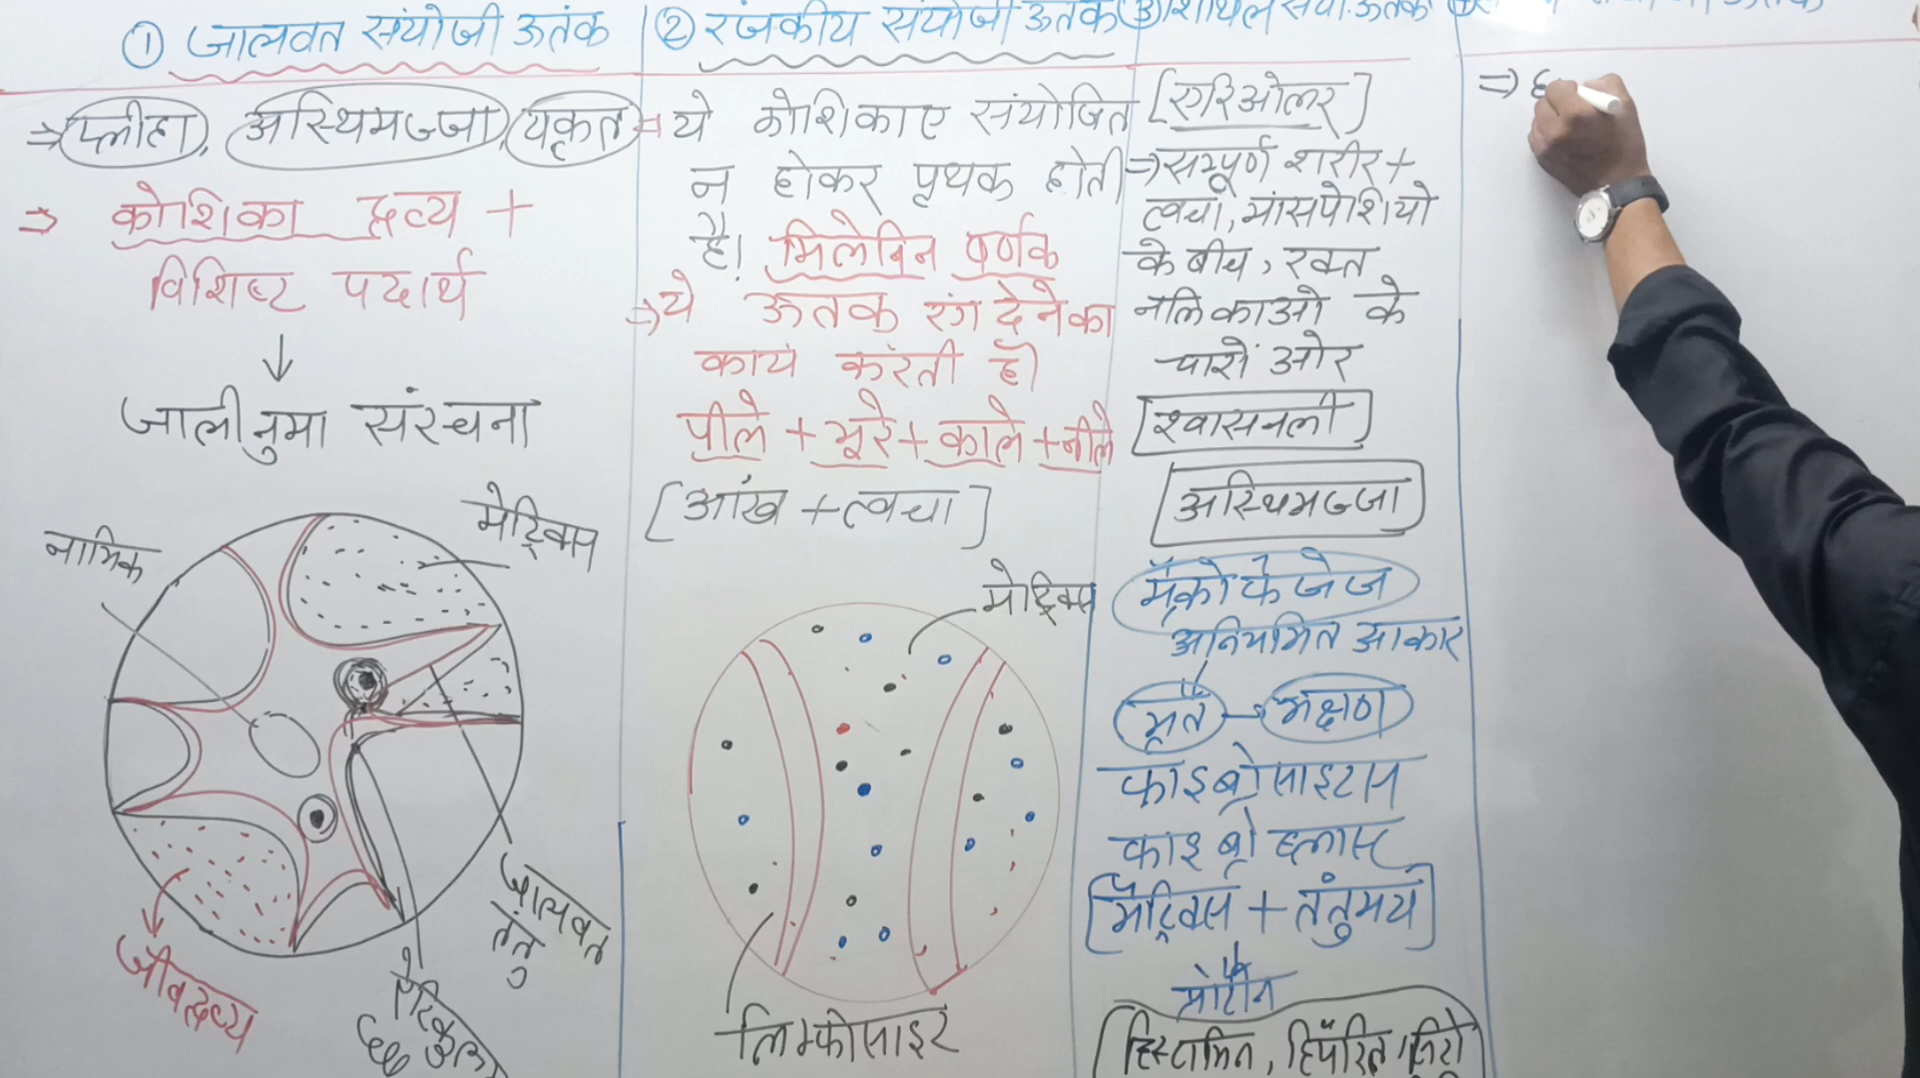 ① जालवत संयोजी ऊतंक
⇒ प्लीहा, अस्थिमज्जा, यकृत
⇒ कोशिका द्रव्य +
विशिष्ट पदार्थ
↓
जालीनुमा संरचना
नाभिक
मैट्रिक्स
जालवत
तंतु
जीवद्रव्य
② रंजकीय संयोजी ऊतक
⇒ ये कोशिकाए संयोजित
न होकर पृथक होती
है। मिलेनिन वर्णक
⇒ ये ऊतक रंग देने का
कार्य करती है।
पीले + भूरे + काले + नीले
[आंख + त्वचा]
मेट्रिक्स
लिम्फोसाइट
③ शिथिल संयो. ऊतक
[एरिओलर]
⇒ सम्पूर्ण शरीर +
त्वचा, मांसपेशियो
के बीच, रक्त
नलिकाओ के
चारों ओर
[श्वासनली]
अस्थिमज्जा
मैक्रोफेजेज
अनियमित आकार
मृत → भक्षण
फाइब्रोसाइटस
फाइब्रोब्लास्ट
[मैट्रिक्स + तंतुमय]
↓
प्रोटीन
हिस्टामिन, हिपेरिन,
⇒